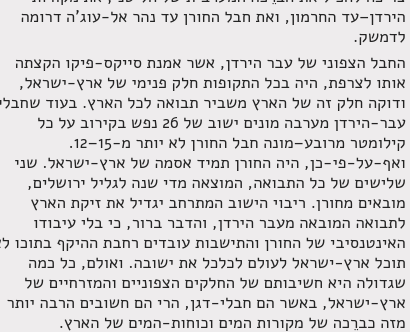 הירדן–עד החרמון, ואת חבל החורן עד נהר אל-עוג'ה דרומה
לדמשק.
החבל הצפוני של עבר הירדן, אשר אמנת סייקס-פיקו הקצתה
אותו לצרפת, היה בכל התקופות חלק פנימי של ארץ-ישראל,
ודוקה חלק זה של הארץ משביר תבואה לכל הארץ. בעוד שחבלי
עבר-הירדן מערבה מונים ישוב של 26 נפש בקירוב על כל
קילומטר מרובע–מונה חבל החורן לא יותר מ-12–15.
ואף-על-פי-כן, היה החורן תמיד אסמה של ארץ-ישראל. שני
שלישים של כל התבואה, המוצאה מדי שנה לגליל ירושלים,
מובאים מחורן. ריבוי הישוב המתרחב יגדיל את זיקת הארץ
לתבואה המובאה מעבר הירדן, והדבר ברור, כי בלי עיבודו
האינטנסיבי של החורן והתישבות עובדים רחבת ההיקף בתוכו
תוכל ארץ-ישראל לעולם לכלכל את ישובה. ואולם, כל כמה
שגדולה היא חשיבותם של החלקים הצפוניים והמזרחיים של
ארץ-ישראל, באשר הם חבלי-דגן, הרי הם חשובים הרבה יותר
מזה כברֵכה של מקורות המים וכוחות-המים של הארץ.